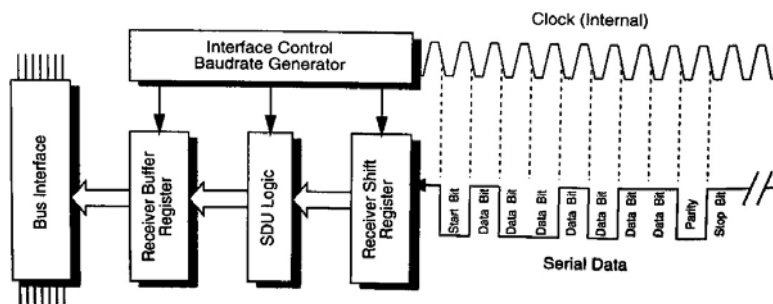 Clock (Internal)
Interface Control
Baudrate Generator
Bus Interface
Receiver Buffer
Register
SDU Logic
Receiver Shift
Register
Start Bit
Data Bit
Data Bit
Data Bit
Data Bit
Data Bit
Data Bit
Data Bit
Parity
Stop Bit
Serial Data